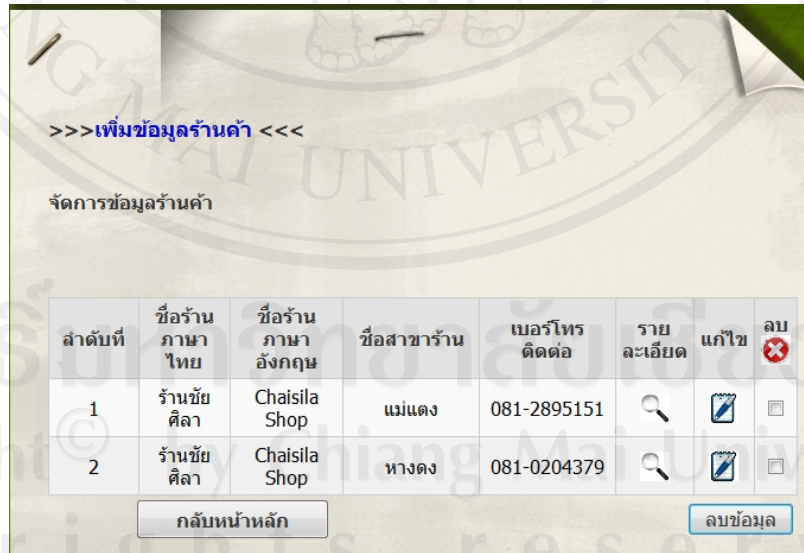 >>>เพิ่มข้อมูลร้านค้า <<<
จัดการข้อมูลร้านค้า
ลำดับที่ ชื่อร้านภาษาไทย ชื่อร้านภาษาอังกฤษ ชื่อสาขาร้าน เบอร์โทรติดต่อ รายละเอียด แก้ไข ลบ
1 ร้านชัยศิลา Chaisila Shop แม่แตง 081-2895151
2 ร้านชัยศิลา Chaisila Shop หางดง 081-0204379
กลับหน้าหลัก ลบข้อมูล